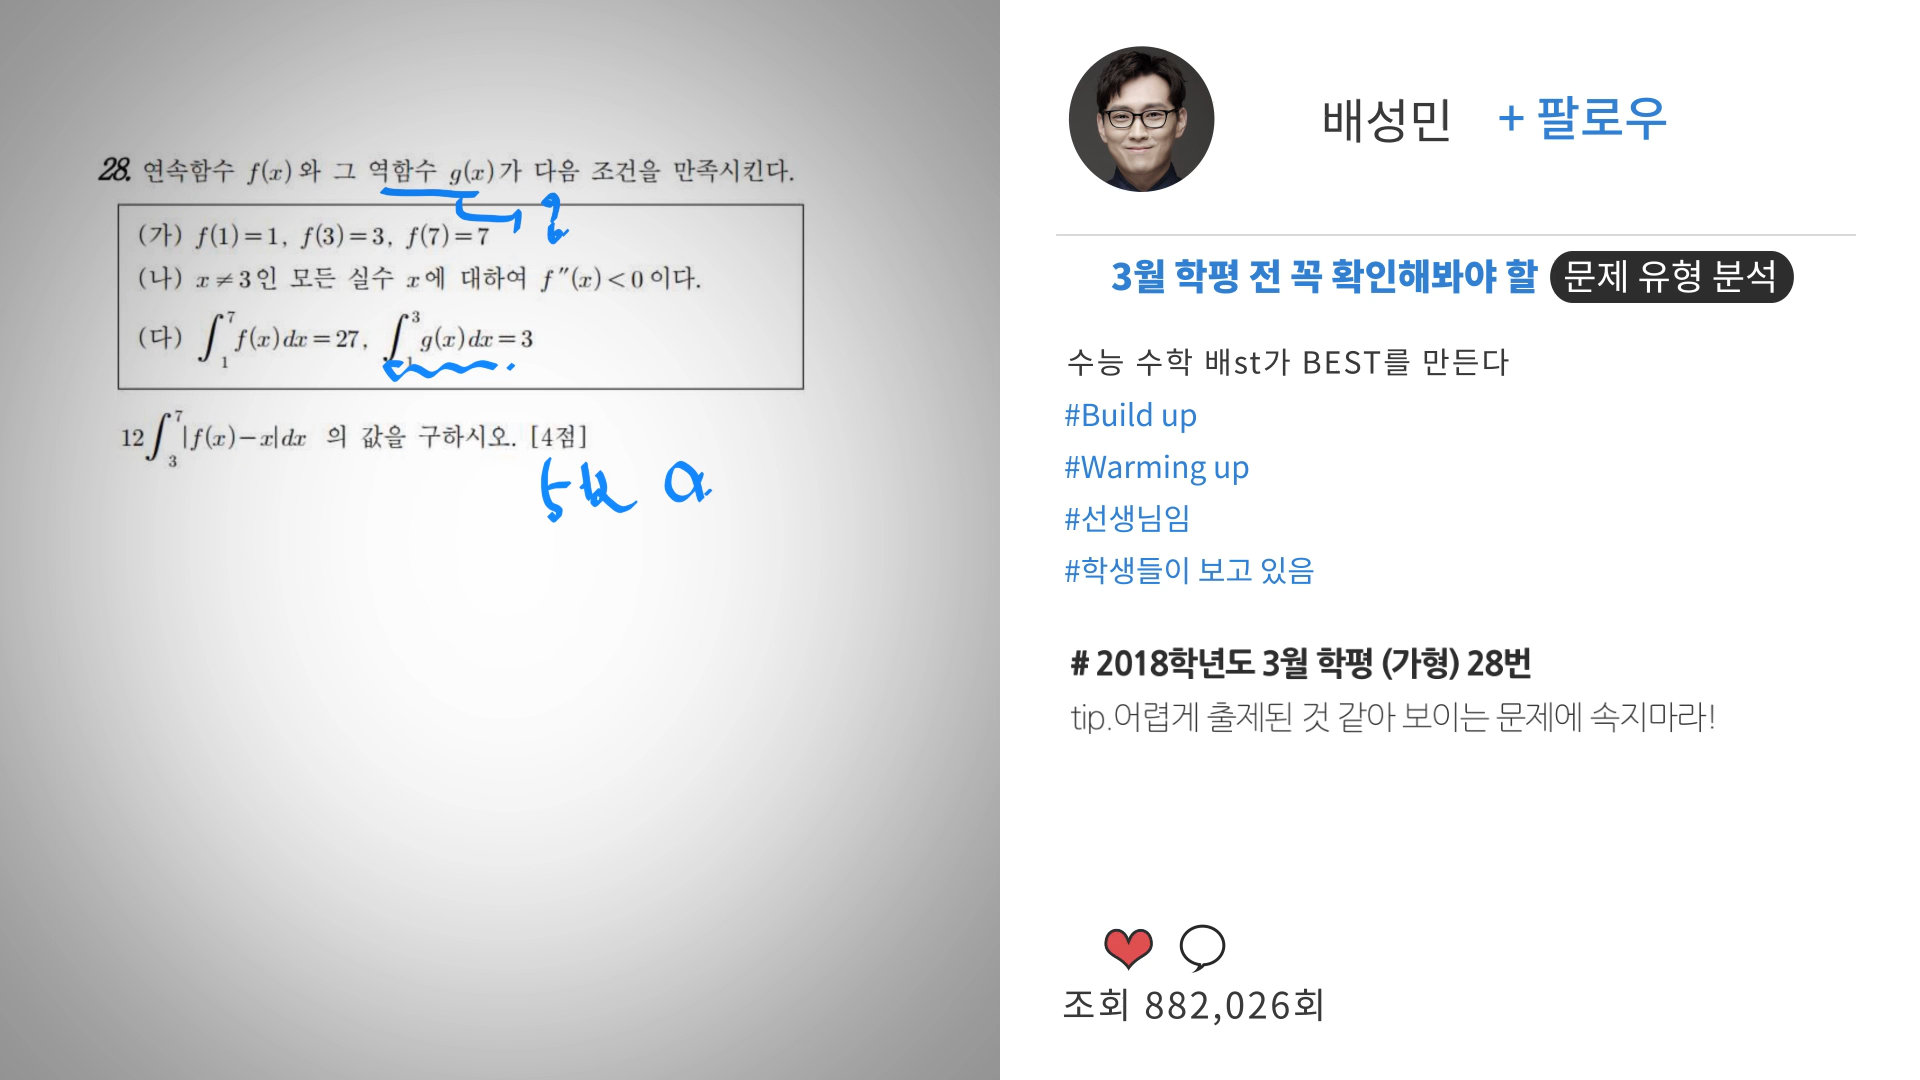 28. 연속함수 f(x)와 그 역함수 g(x)가 다음 조건을 만족시킨다.
(가) f(1)=1, f(3)=3, f(7)=7
(나) x≠3인 모든 실수 x에 대하여 f″(x)<0이다.
(다) ∫₁⁷ f(x)dx=27, ∫₁³ g(x)dx=3
12∫₃⁷ |f(x)-x|dx 의 값을 구하시오. [4점]
배성민 + 팔로우
3월 학평 전 꼭 확인해봐야 할 문제 유형 분석
수능 수학 배st가 BEST를 만든다
#Build up
#Warming up
#선생님임
#학생들이 보고 있음
# 2018학년도 3월 학평 (가형) 28번
tip.어렵게 출제된 것 같아 보이는 문제에 속지마라!
조회 882,026회